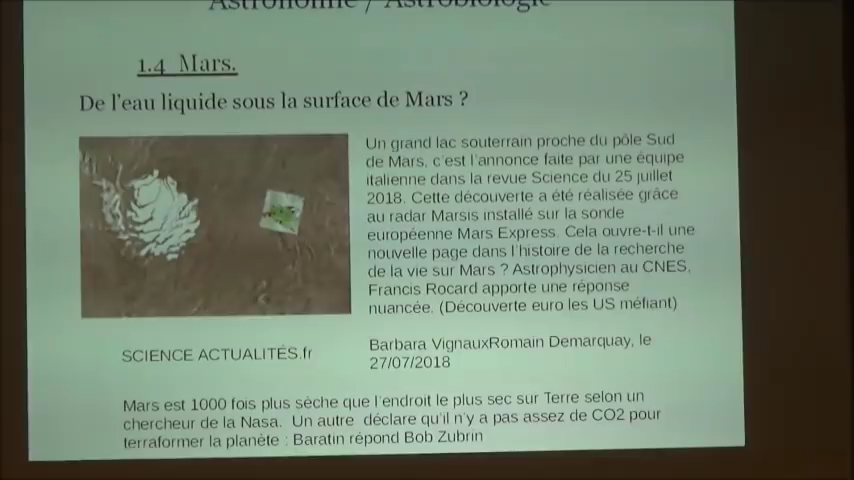 Astronomie / Astrobiologie
1.4 Mars.
De l'eau liquide sous la surface de Mars ?
Un grand lac souterrain proche du pôle Sud
de Mars, c'est l'annonce faite par une équipe
italienne dans la revue Science du 25 juillet
2018. Cette découverte a été réalisée grâce
au radar Marsis installé sur la sonde
européenne Mars Express. Cela ouvre-t-il une
nouvelle page dans l'histoire de la recherche
de la vie sur Mars ? Astrophysicien au CNES,
Francis Rocard apporte une réponse
nuancée. (Découverte euro les US méfiant)
SCIENCE ACTUALITÉS.fr
Barbara VignauxRomain Demarquay, le
27/07/2018
Mars est 1000 fois plus sèche que l'endroit le plus sec sur Terre selon un
chercheur de la Nasa. Un autre déclare qu'il n'y a pas assez de CO2 pour
terraformer la planéte : Baratin répond Bob Zubrin